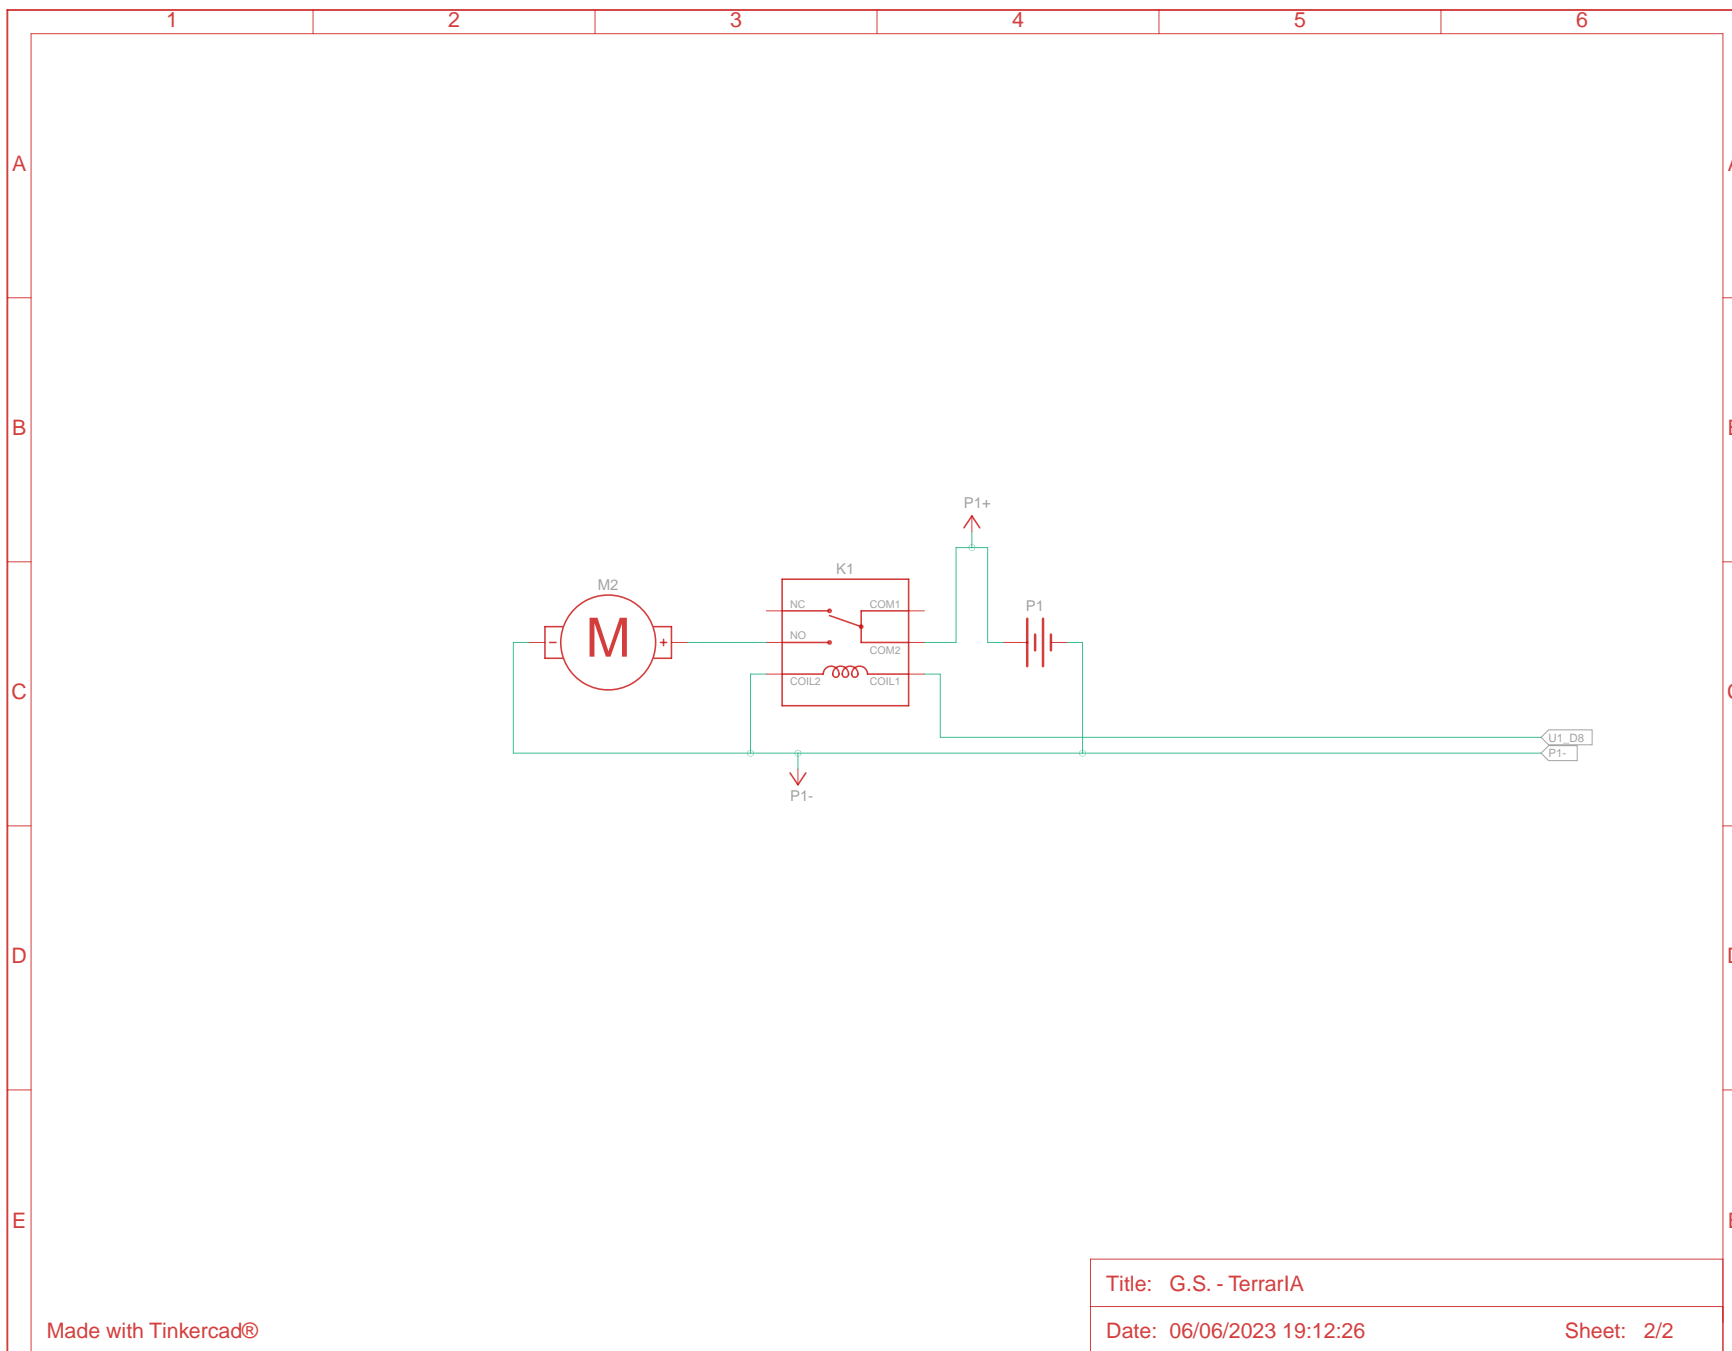 1 2 3 4 5 6
A
B
C
D
E
P1+
K1
M2
P1
NC COM1
NO
COM2
M
- +
COIL2 COIL1
U1_D8
P1-
P1-
Title: G.S. - TerrarIA
Date: 06/06/2023 19:12:26 Sheet: 2/2
Made with Tinkercad®